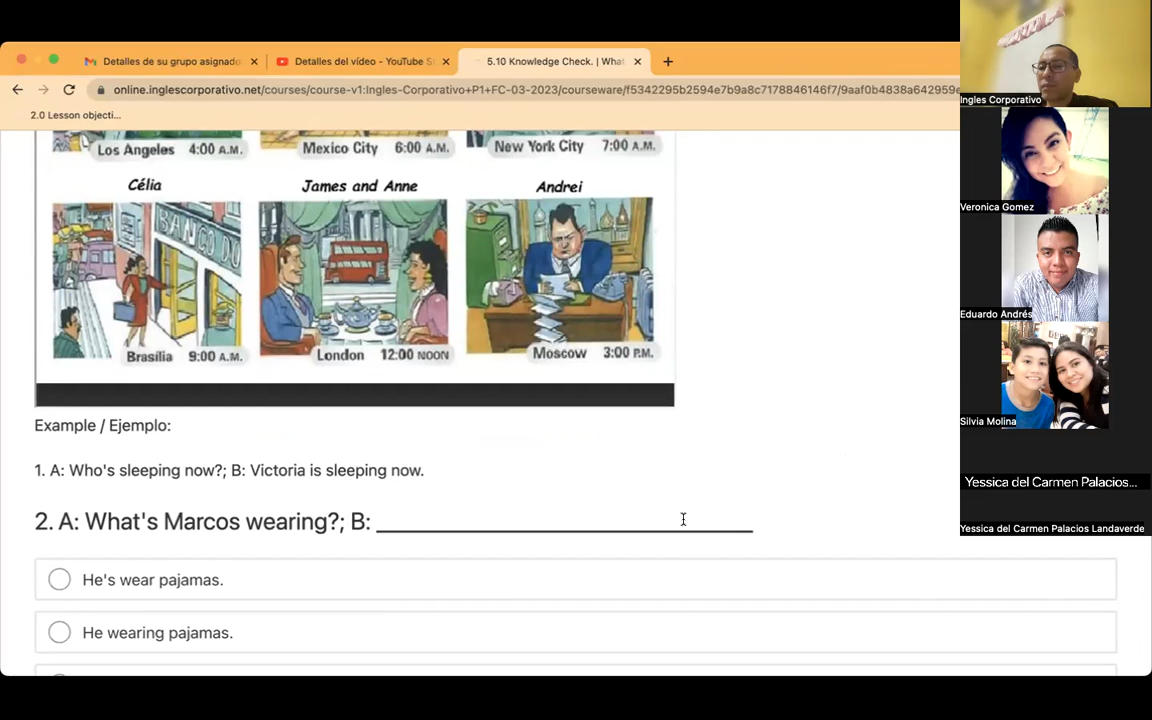 Detalles de su grupo asignado
Detalles del vídeo - YouTube S
5.10 Knowledge Check. | What
online.inglescorporativo.net/courses/course-v1:Ingles-Corporativo+P1+FC-03-2023/courseware/f5342295b2594e7b9a8c7178846146f7/9aaf0b4838a642959e
2.0 Lesson objecti...
Los Angeles 4:00 A.M.
Mexico City 6:00 A.M.
New York City 7:00 A.M.
Célia
James and Anne
Andrei
BANCO DU
Brasília 9:00 A.M.
London 12:00 NOON
Moscow 3:00 P.M.
Example / Ejemplo:
1. A: Who's sleeping now?; B: Victoria is sleeping now.
2. A: What's Marcos wearing?; B: ____________
He's wear pajamas.
He wearing pajamas.
Ingles Corporativo
Veronica Gomez
Eduardo Andrés
Silvia Molina
Yessica del Carmen Palacios...
Yessica del Carmen Palacios Landaverde